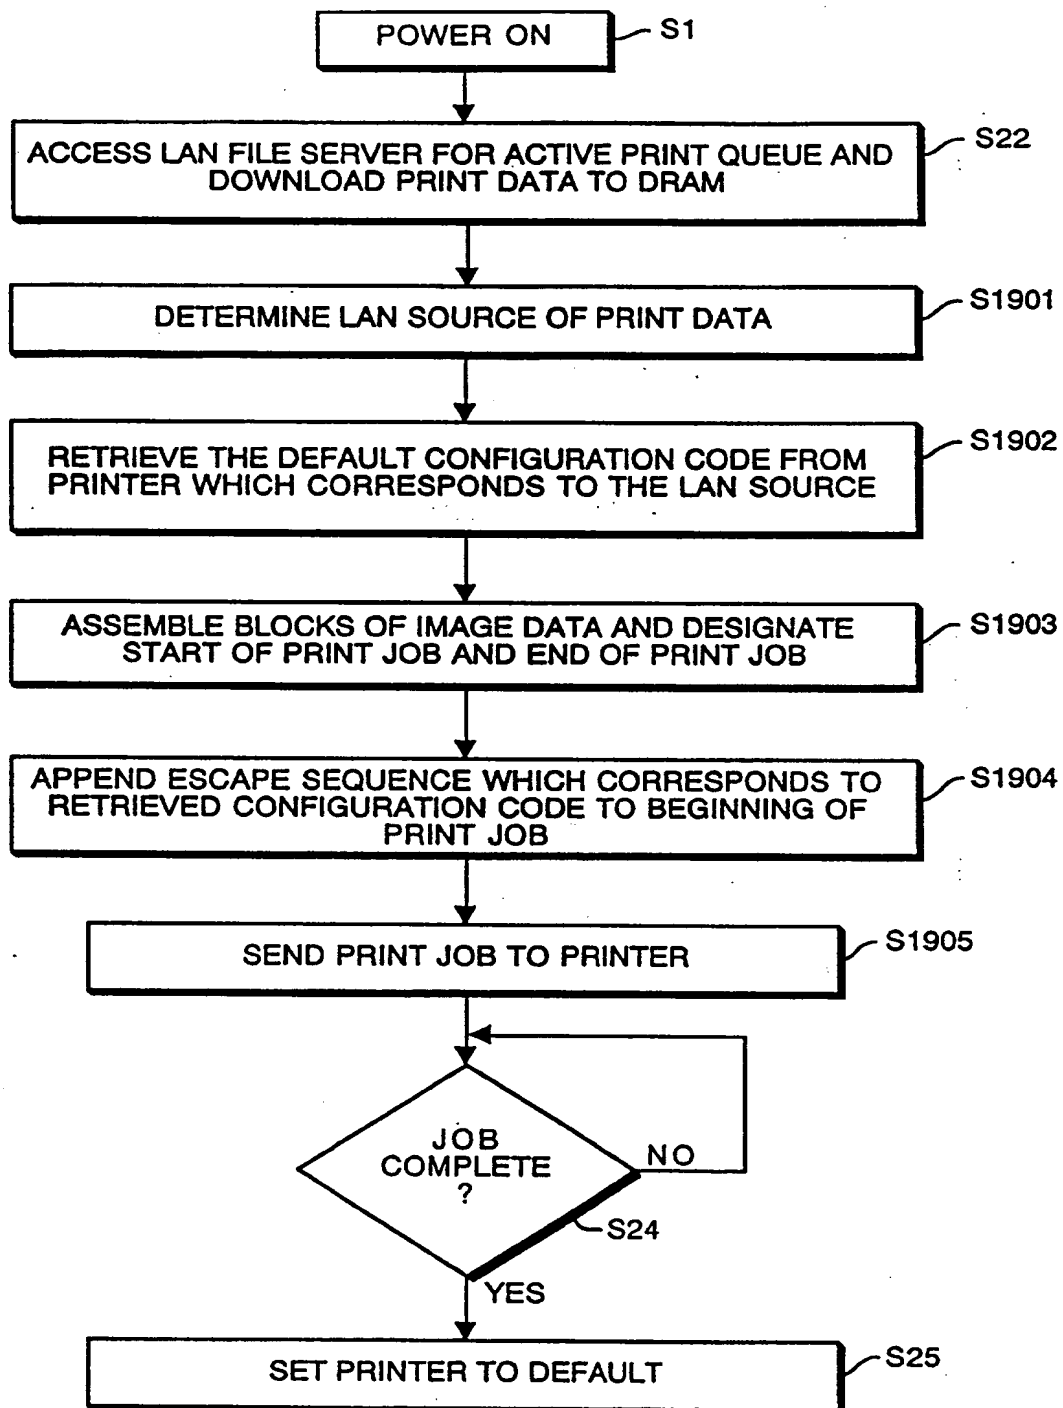 POWER ON
S1
ACCESS LAN FILE SERVER FOR ACTIVE PRINT QUEUE AND
DOWNLOAD PRINT DATA TO DRAM
S22
DETERMINE LAN SOURCE OF PRINT DATA
S1901
RETRIEVE THE DEFAULT CONFIGURATION CODE FROM
PRINTER WHICH CORRESPONDS TO THE LAN SOURCE
S1902
ASSEMBLE BLOCKS OF IMAGE DATA AND DESIGNATE
START OF PRINT JOB AND END OF PRINT JOB
S1903
APPEND ESCAPE SEQUENCE WHICH CORRESPONDS TO
RETRIEVED CONFIGURATION CODE TO BEGINNING OF
PRINT JOB
S1904
SEND PRINT JOB TO PRINTER
S1905
JOB
COMPLETE
?
NO
S24
YES
SET PRINTER TO DEFAULT
S25